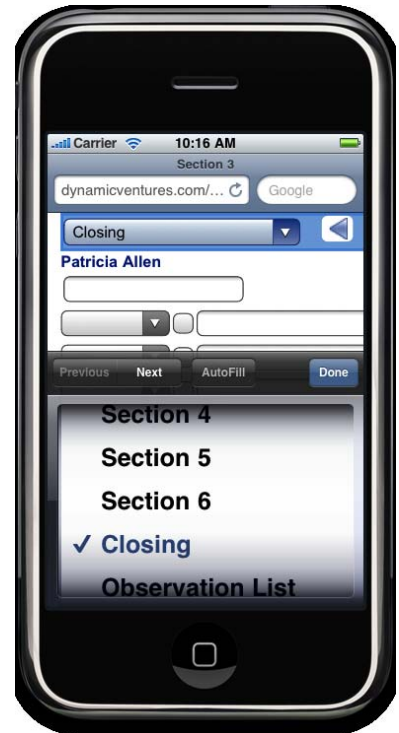 Carrier 10:16 AM
Section 3
dynamicventures.com/... Google
Closing
Patricia Allen
Previous Next AutoFill Done
Section 4
Section 5
Section 6
✓ Closing
Observation List